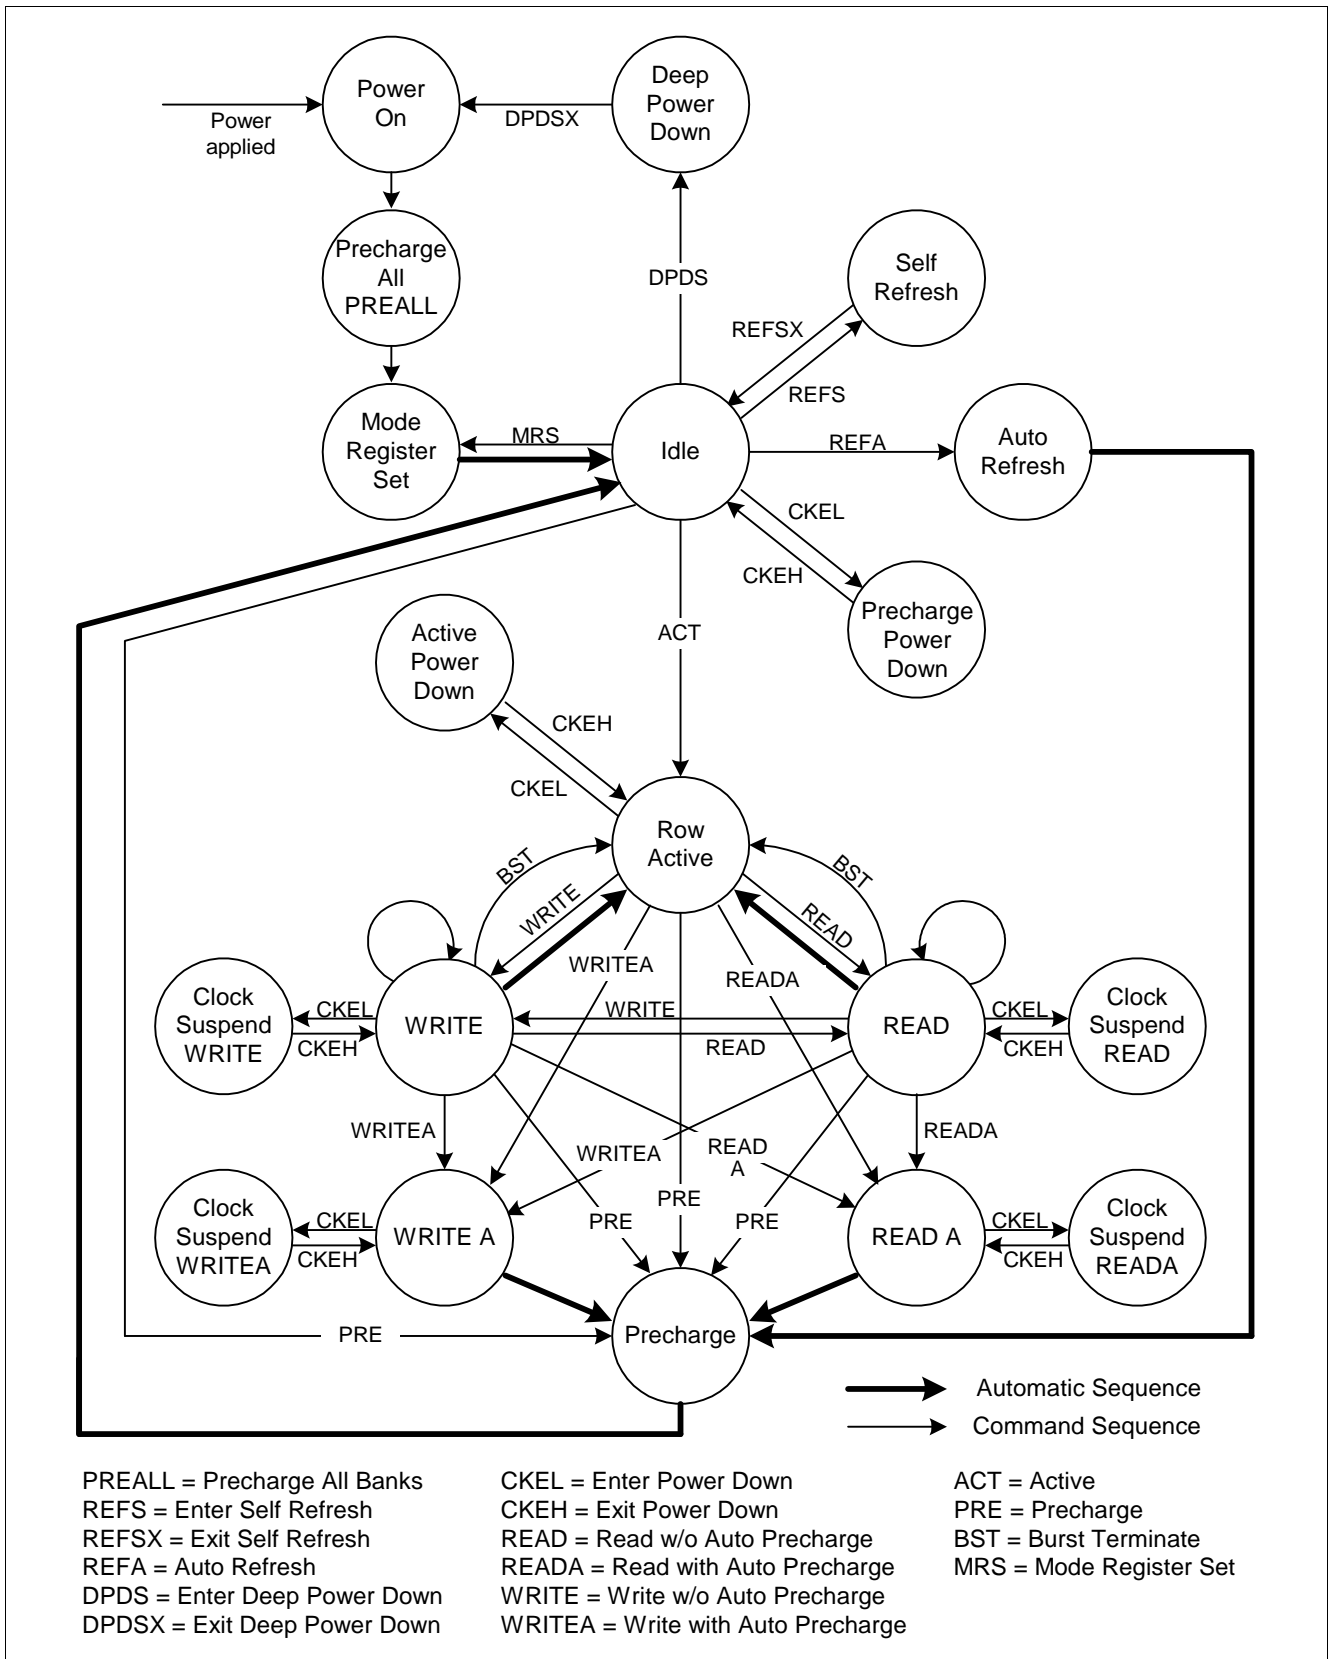 Power
On
Deep
Power
Down
Power
applied
DPDSX
Precharge
All
PREALL
DPDS
Self
Refresh
REFSX
REFS
Mode
Register
Set
MRS
Idle
REFA
Auto
Refresh
CKEL
CKEH
Precharge
Power
Down
ACT
Active
Power
Down
CKEH
CKEL
Row
Active
BST
WRITE
READ
BST
WRITEA
READA
Clock
Suspend
WRITE
CKEL
CKEH
WRITE
WRITE
READ
READ
CKEL
CKEH
Clock
Suspend
READ
WRITEA
WRITEA
READ
A
READA
Clock
Suspend
WRITEA
CKEL
CKEH
WRITE A
PRE
PRE
PRE
READ A
CKEL
CKEH
Clock
Suspend
READA
PRE
Precharge
Automatic Sequence
Command Sequence
PREALL = Precharge All Banks
REFS = Enter Self Refresh
REFSX = Exit Self Refresh
REFA = Auto Refresh
DPDS = Enter Deep Power Down
DPDSX = Exit Deep Power Down
CKEL = Enter Power Down
CKEH = Exit Power Down
READ = Read w/o Auto Precharge
READA = Read with Auto Precharge
WRITE = Write w/o Auto Precharge
WRITEA = Write with Auto Precharge
ACT = Active
PRE = Precharge
BST = Burst Terminate
MRS = Mode Register Set